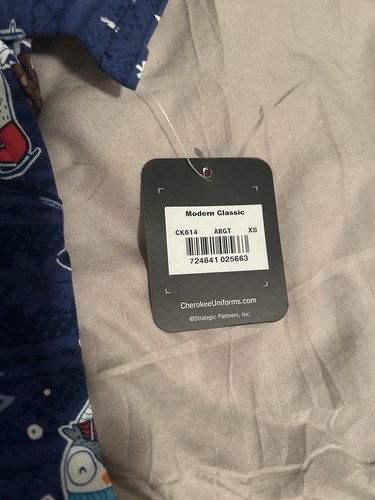 Modern Classic
CK614 ABGT XS
724841 025663
CherokeeUniforms.com
©Strategic Partners, Inc.